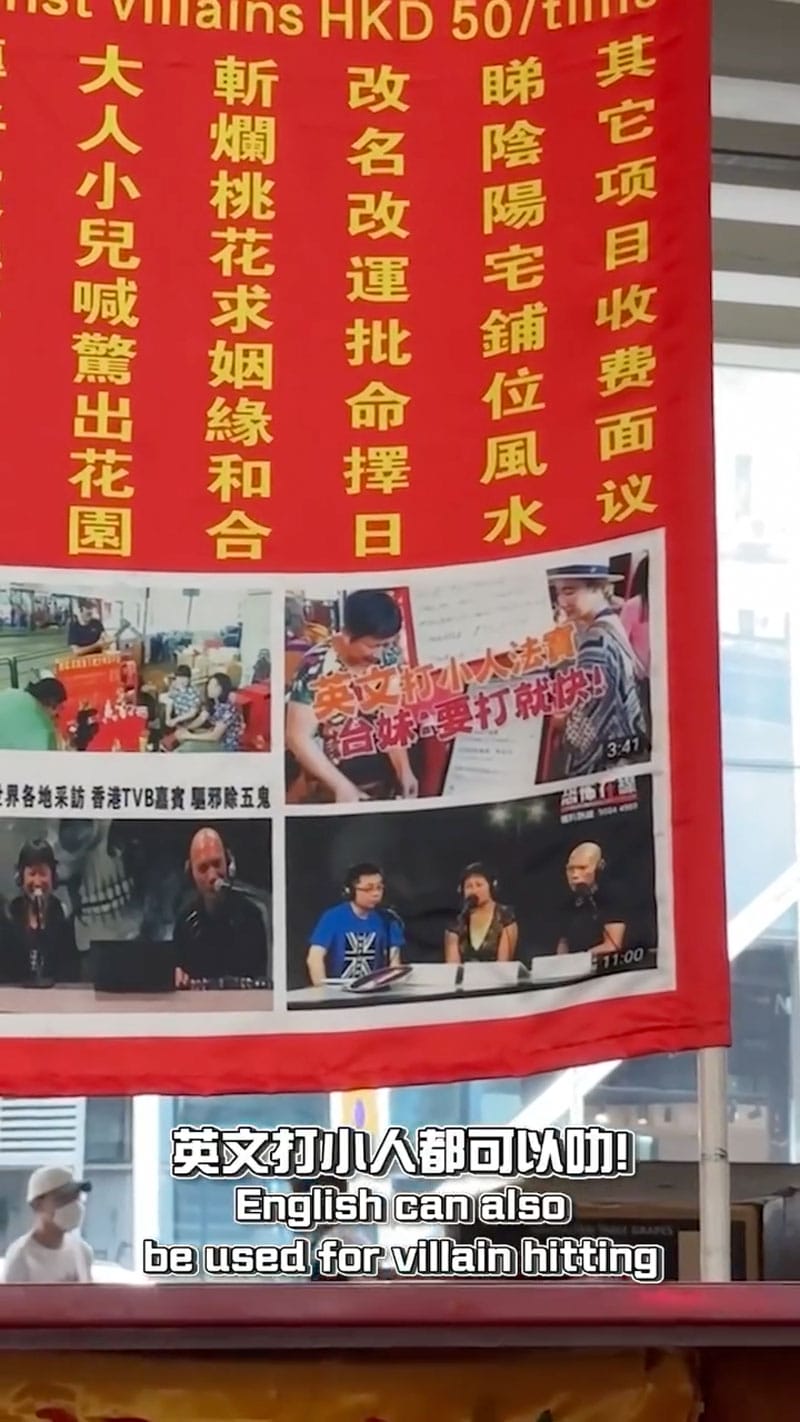 villains HKD 50/time
其它项目收费面议
睇陰陽宅鋪位風水
改名改運批命擇日
斬爛桃花求姻緣和合
大人小兒喊驚出花園
英文打小人法寶
台妹:要打就快!
3:41
世界各地采訪 香港TVB嘉賓 驅邪除五鬼
11:00
英文打小人都可以叻!
English can also
be used for villain hitting